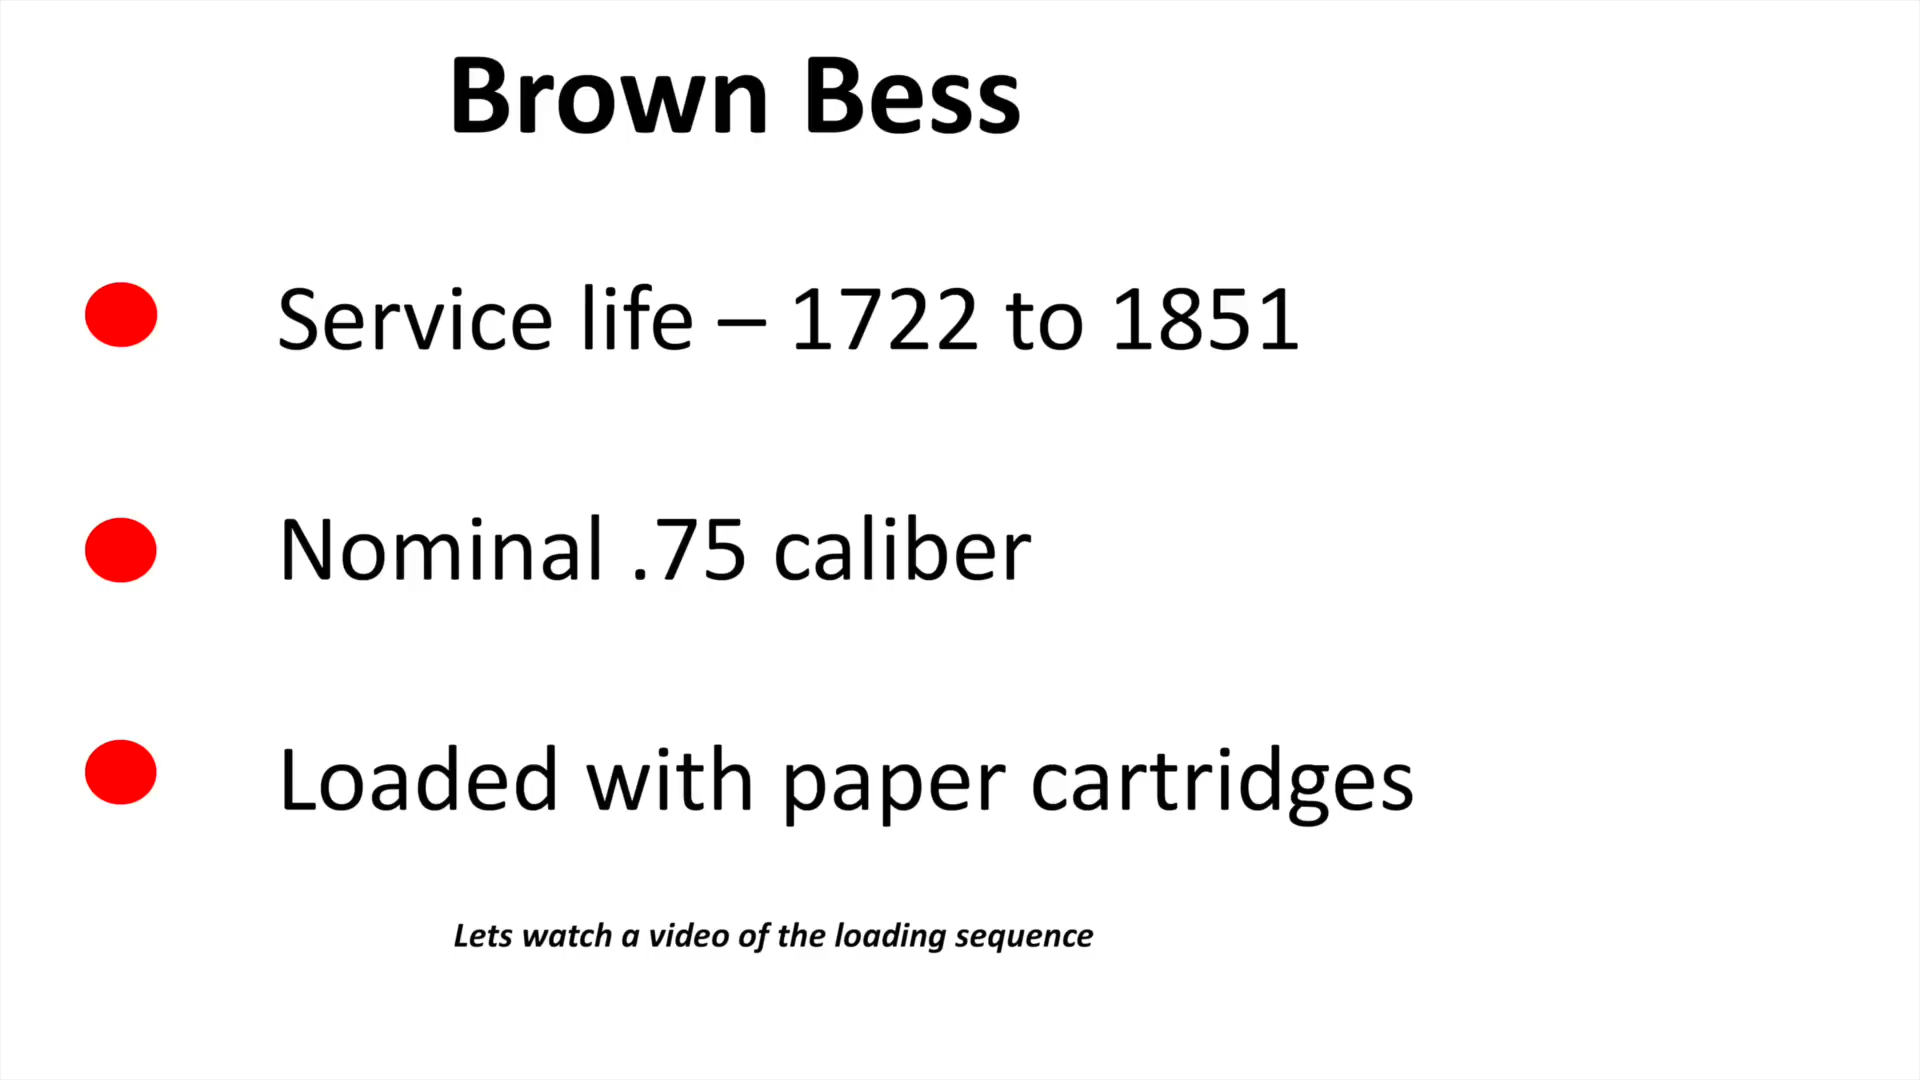 Brown Bess
Service life – 1722 to 1851
Nominal .75 caliber
Loaded with paper cartridges
Lets watch a video of the loading sequence